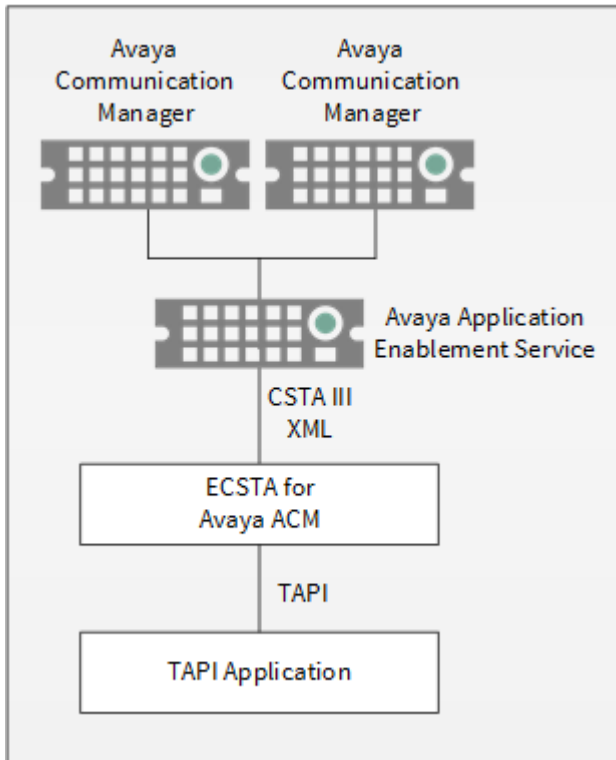 Avaya
Communication
Manager
Avaya
Communication
Manager
Avaya Application
Enablement Service
CSTA III
XML
ECSTA for
Avaya ACM
TAPI
TAPI Application